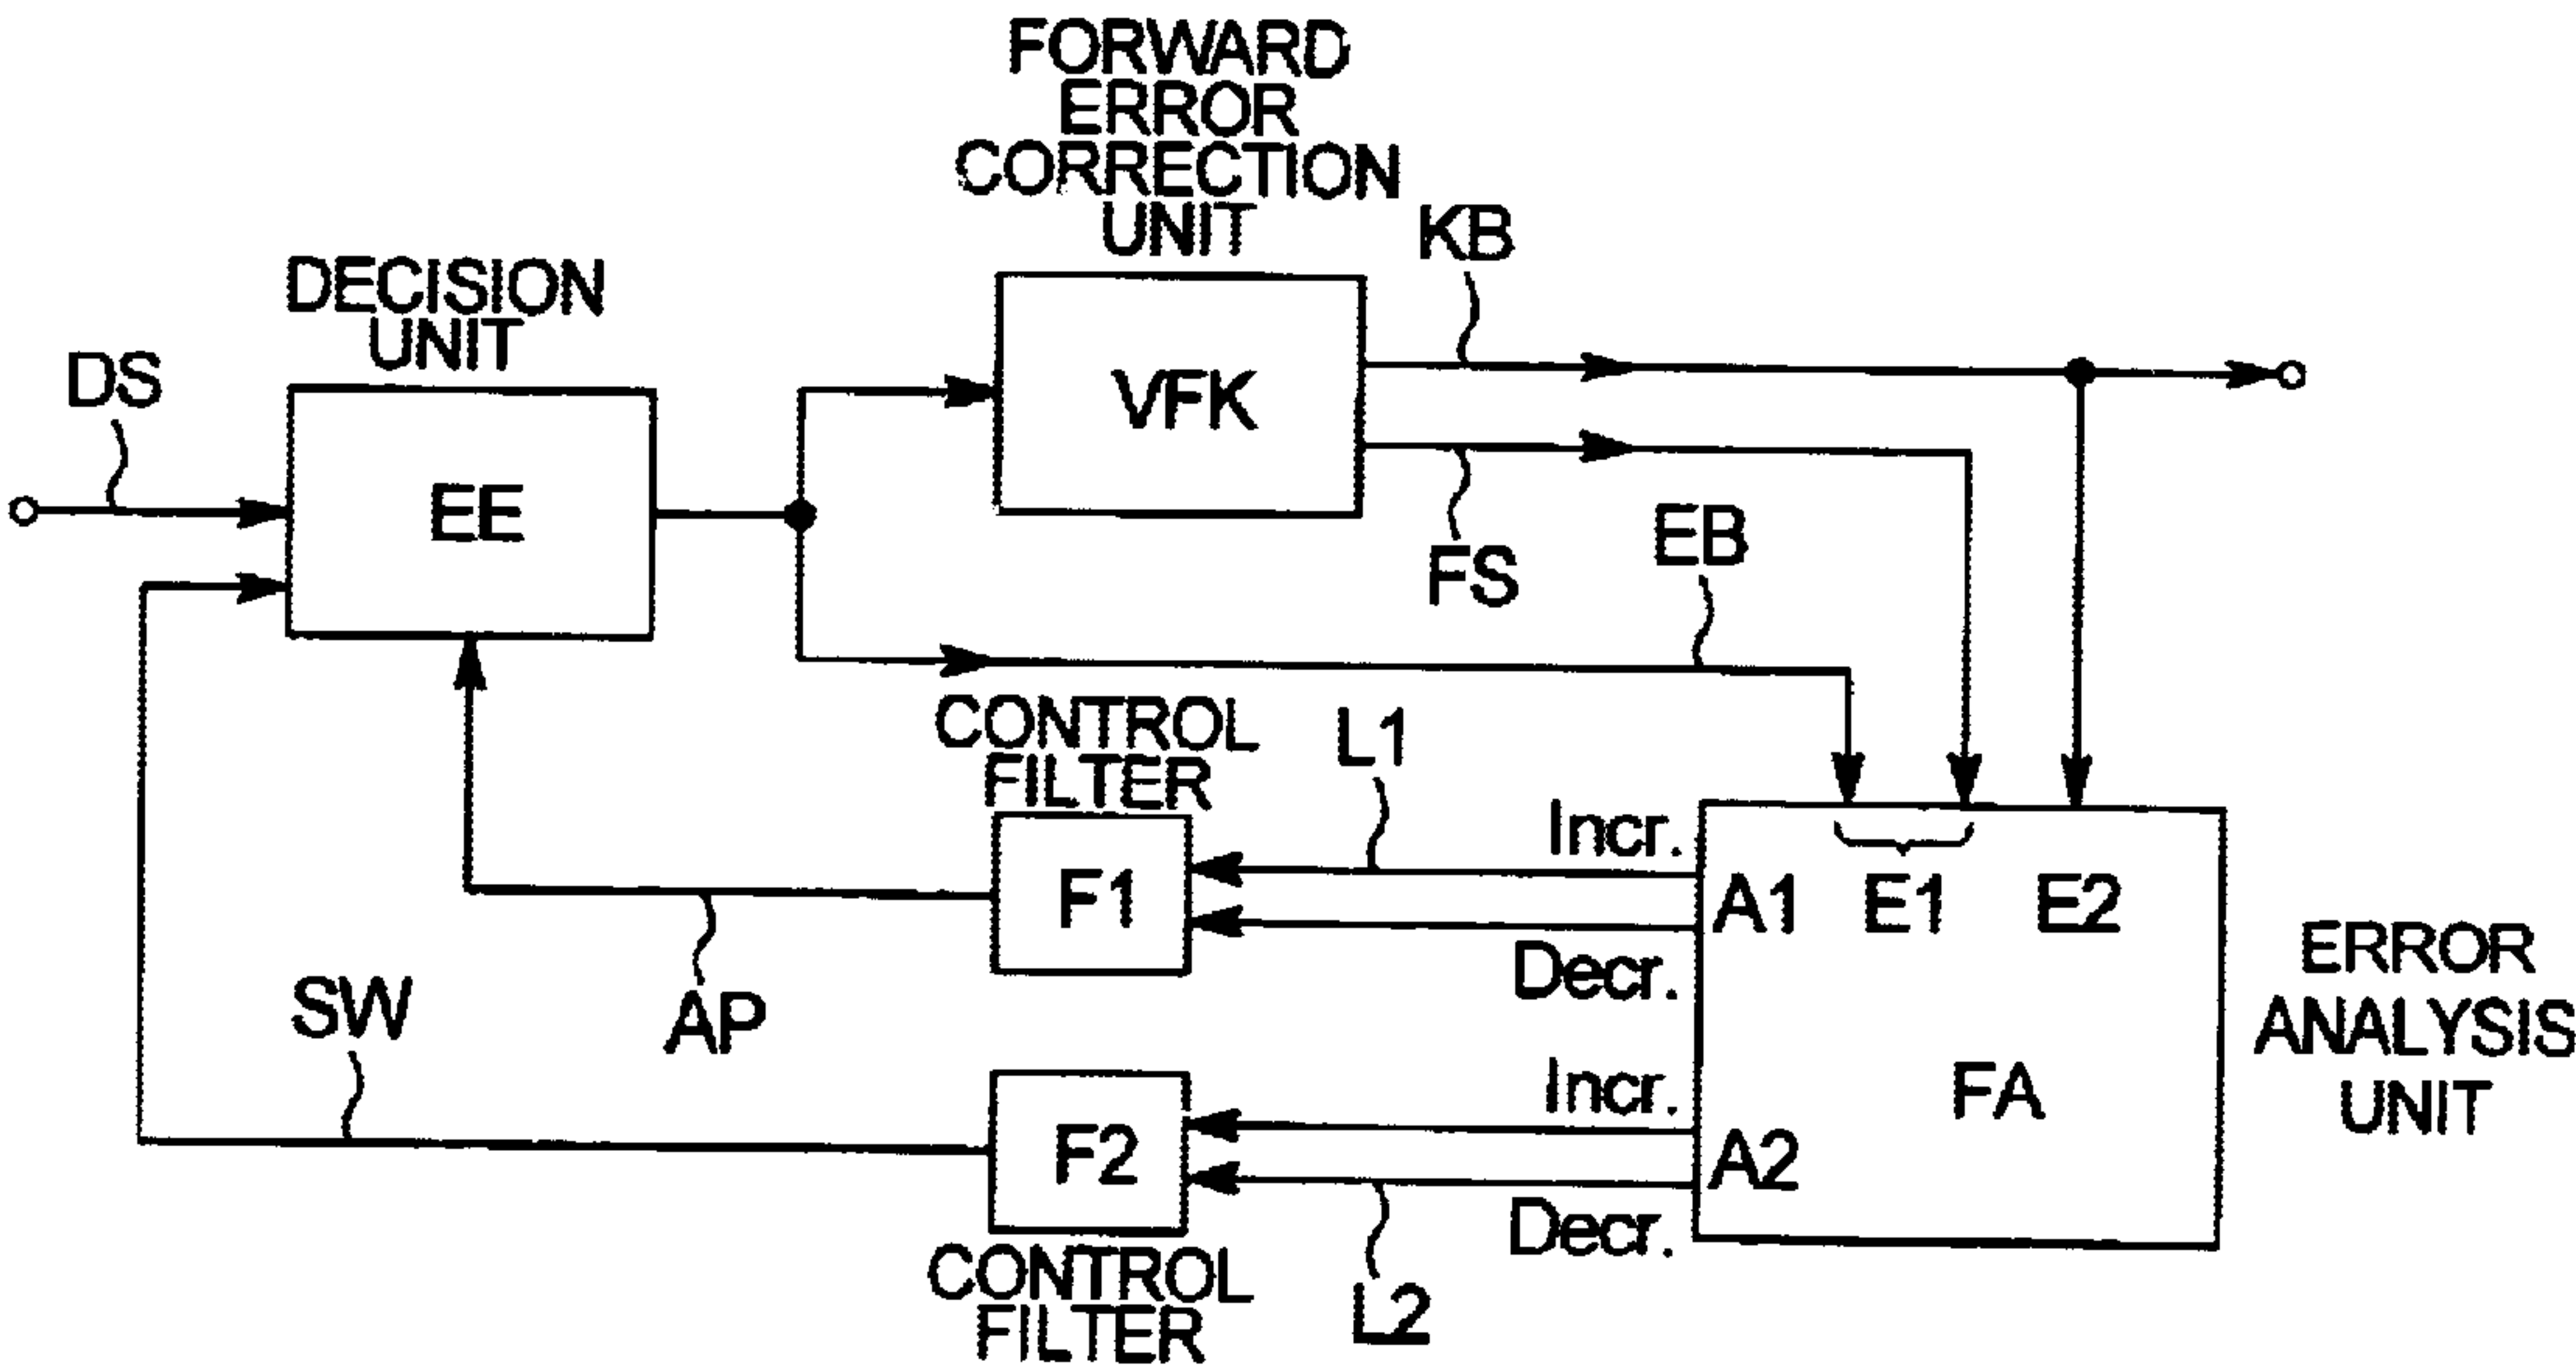 FORWARD
ERROR
CORRECTION
UNIT
KB
DECISION
UNIT
DS
VFK
EE
FS
EB
CONTROL
FILTER
L1
Incr.
F1
A1
E1
E2
Decr.
ERROR
ANALYSIS
UNIT
SW
AP
Incr.
FA
F2
A2
Decr.
CONTROL
FILTER
L2